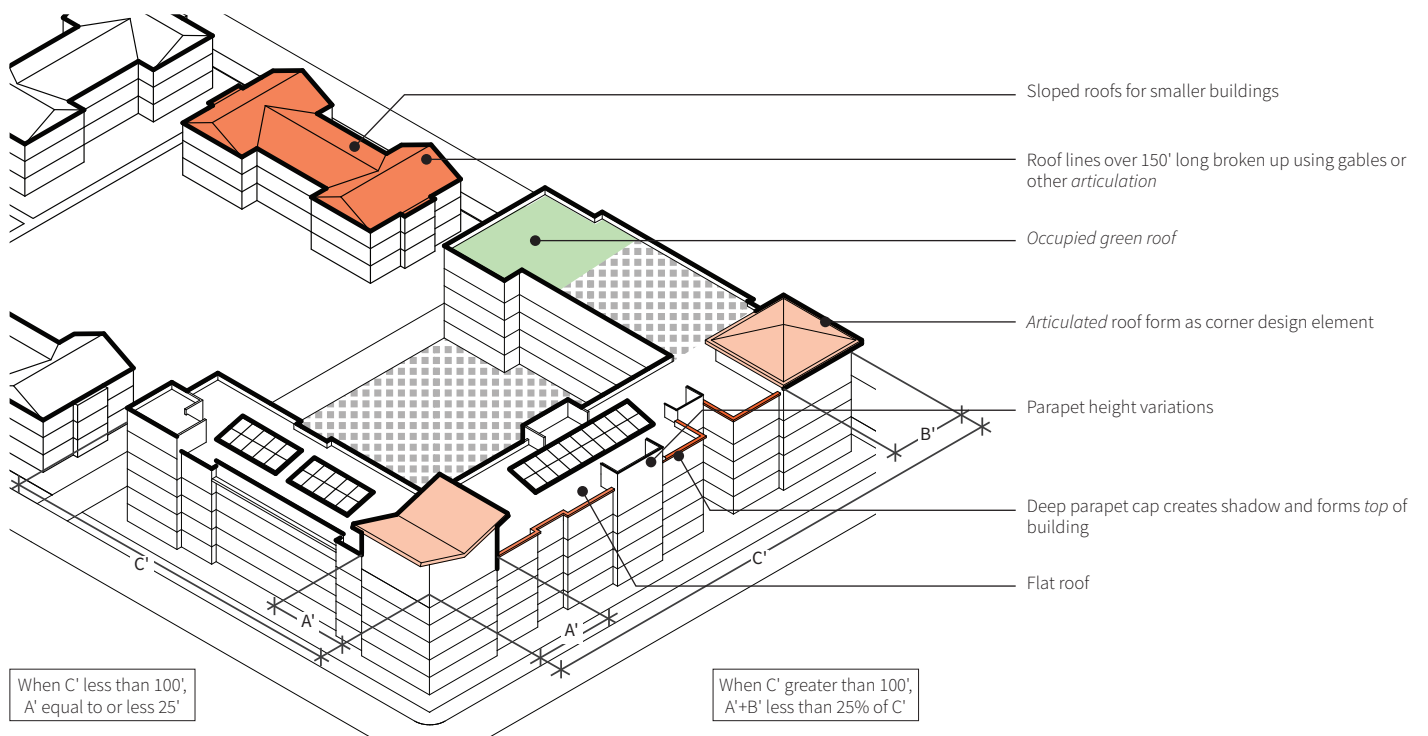 Sloped roofs for smaller buildings
Roof lines over 150' long broken up using gables or
other articulation
Occupied green roof
Articulated roof form as corner design element
Parapet height variations
B'
Deep parapet cap creates shadow and forms top of
building
C'
C'
Flat roof
A'
A'
When C' less than 100',
A' equal to or less 25'
When C' greater than 100',
A'+B' less than 25% of C'